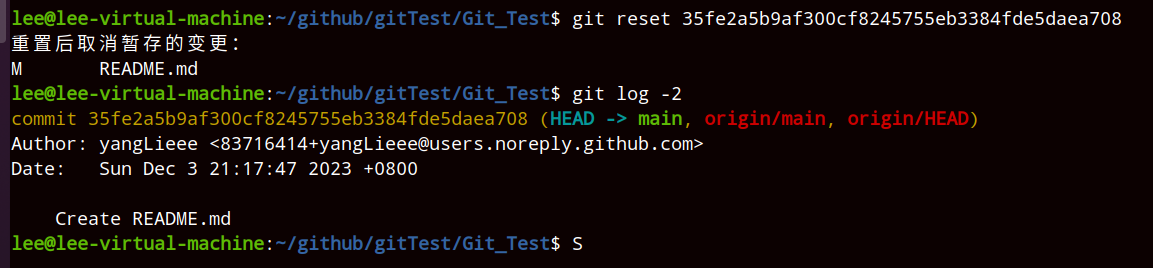 lee@lee-virtual-machine:~/github/gitTest/Git_Test$ git reset 35fe2a5b9af300cf8245755eb3384fde5daea708
重置后取消暂存的变更：
M       README.md
lee@lee-virtual-machine:~/github/gitTest/Git_Test$ git log -2
commit 35fe2a5b9af300cf8245755eb3384fde5daea708 (HEAD -> main, origin/main, origin/HEAD)
Author: yangLieee <83716414+yangLieee@users.noreply.github.com>
Date:   Sun Dec 3 21:17:47 2023 +0800
    Create README.md
lee@lee-virtual-machine:~/github/gitTest/Git_Test$ S